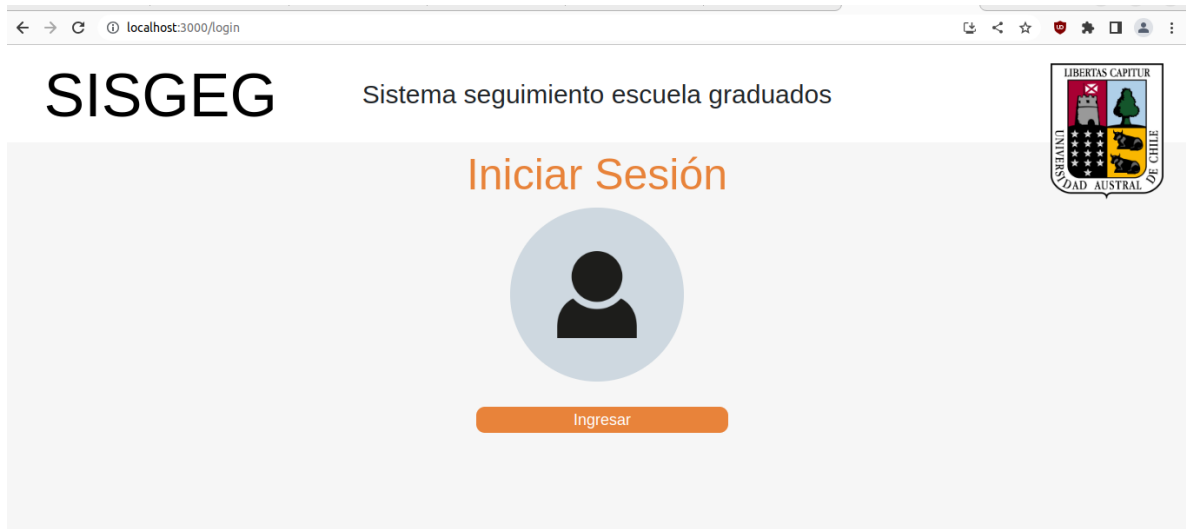 localhost:3000/login
SISGEG
Sistema seguimiento escuela graduados
LIBERTAS CAPITUR
UNIVERSIDAD AUSTRAL DE CHILE
Iniciar Sesión
Ingresar